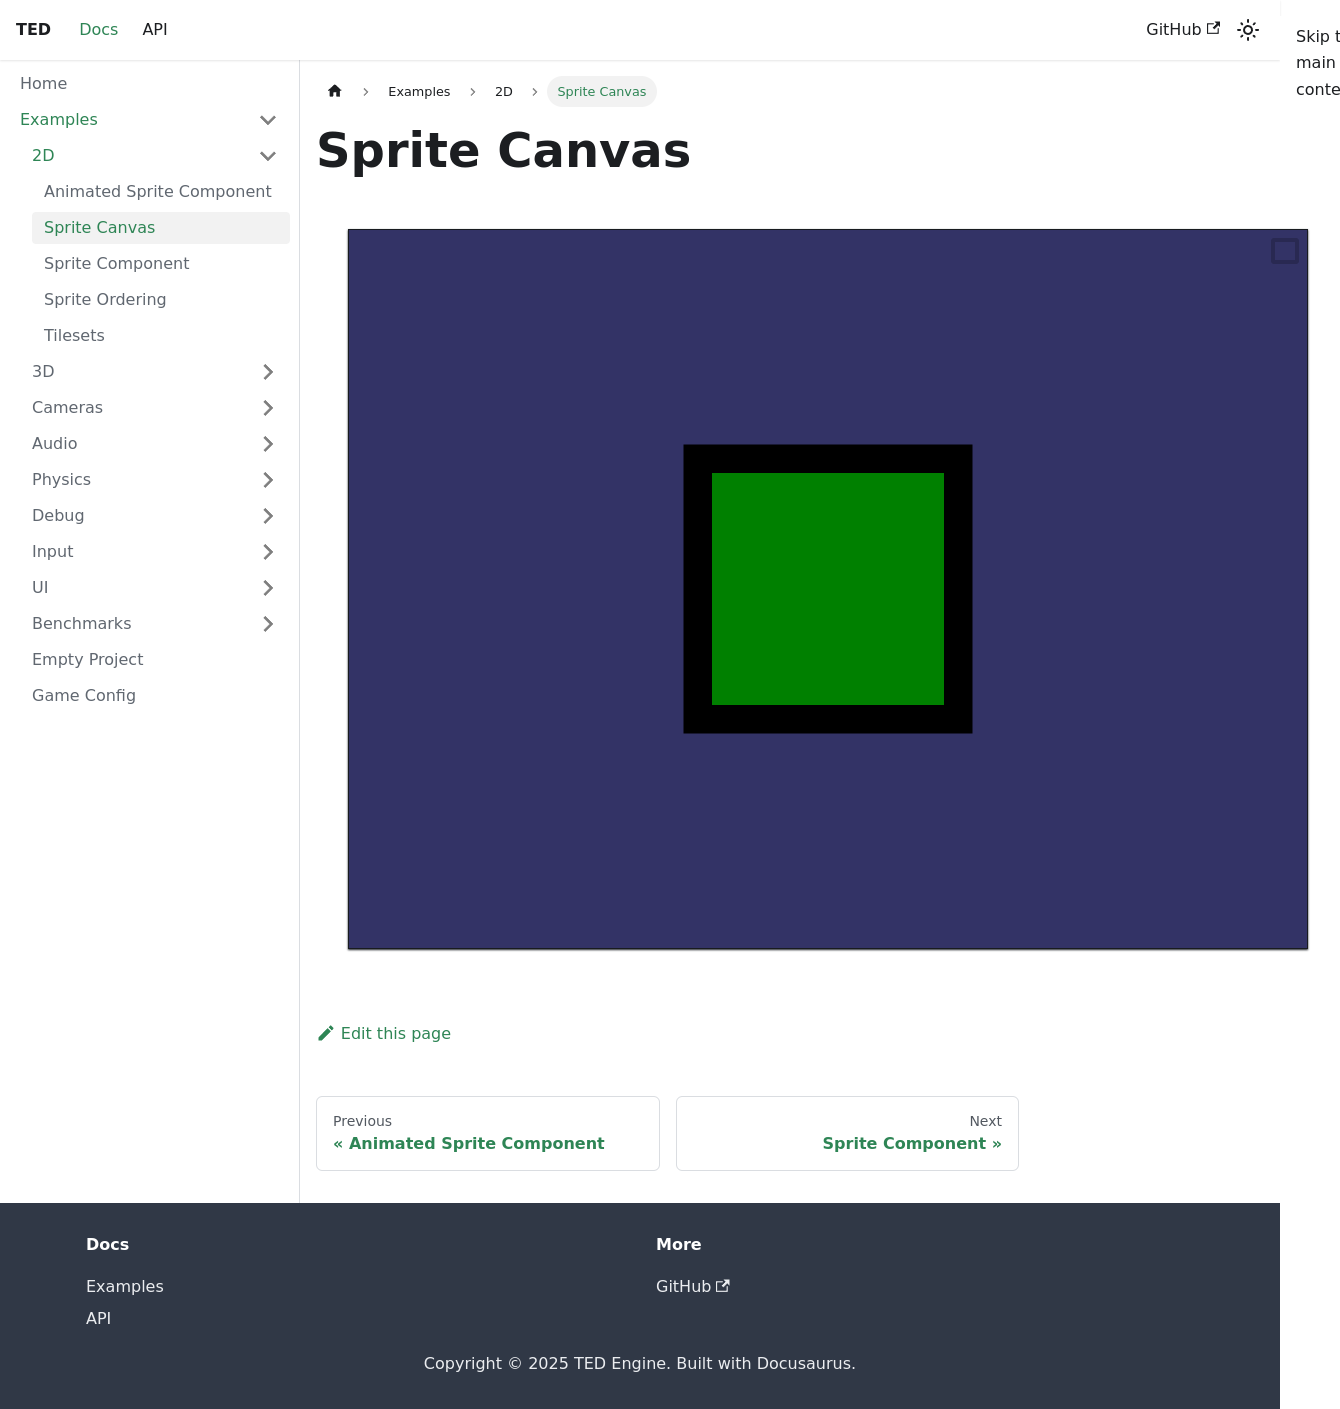 TED Docs API GitHub
Skip t
main
conte
Home
Examples
2D
Animated Sprite Component
Sprite Canvas
Sprite Component
Sprite Ordering
Tilesets
3D
Cameras
Audio
Physics
Debug
Input
UI
Benchmarks
Empty Project
Game Config
Examples 2D Sprite Canvas
Sprite Canvas
Edit this page
Previous
« Animated Sprite Component
Next
Sprite Component »
Docs
Examples
API
More
GitHub
Copyright © 2025 TED Engine. Built with Docusaurus.